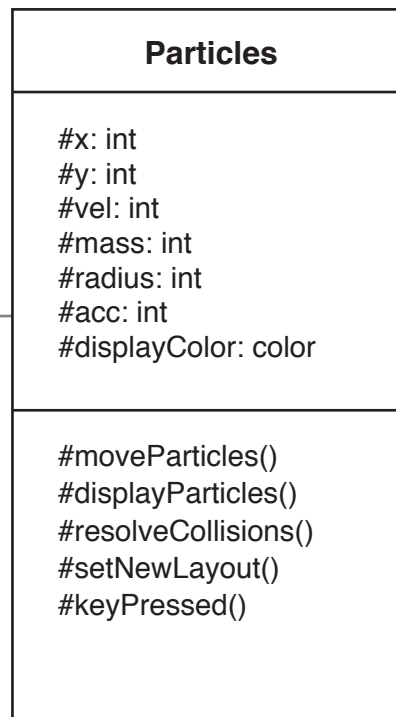 Particles
#x: int
#y: int
#vel: int
#mass: int
#radius: int
#acc: int
#displayColor: color
#moveParticles()
#displayParticles()
#resolveCollisions()
#setNewLayout()
#keyPressed()